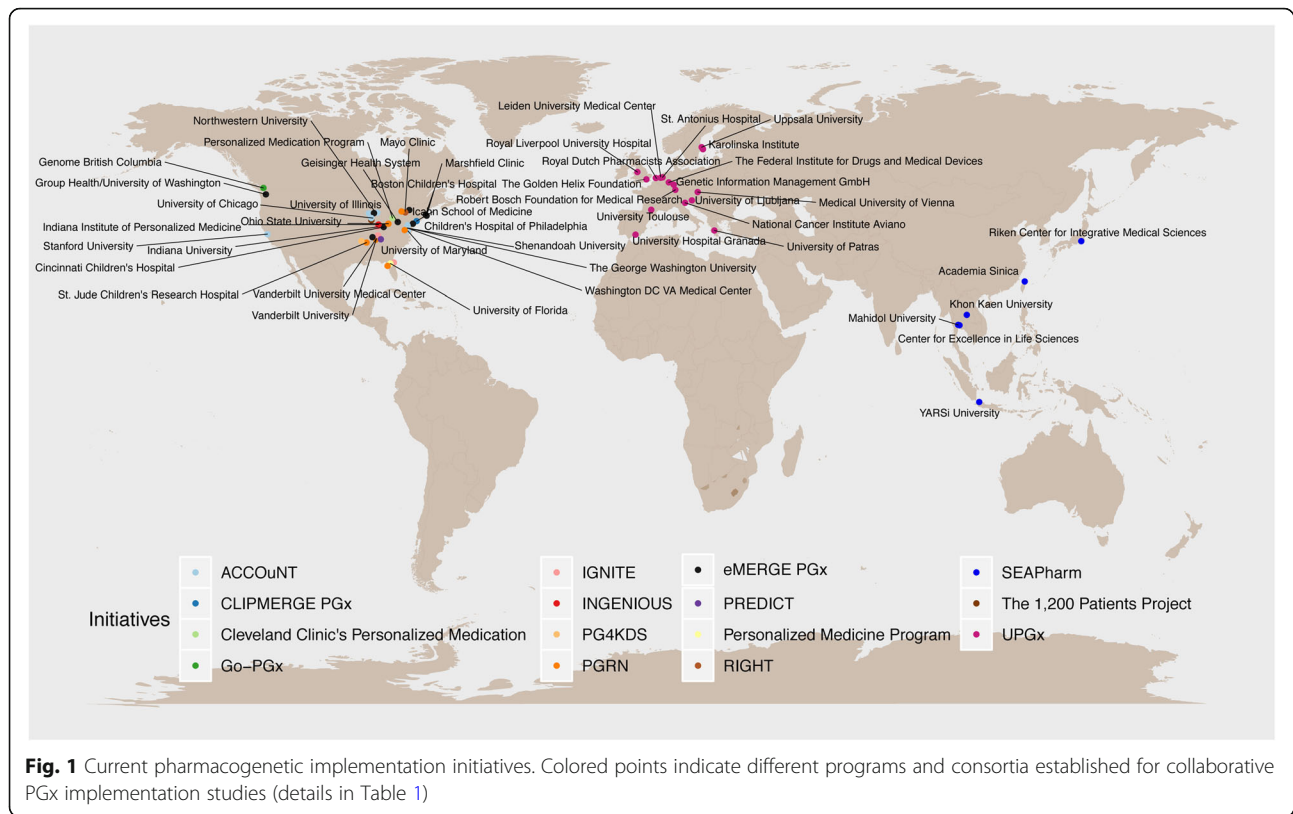 Leiden University Medical Center
St. Antonius Hospital
Uppsala University
Northwestern University
Personalized Medication Program
Mayo Clinic
Royal Liverpool University Hospital
Karolinska Institute
Genome British Columbia
Geisinger Health System
Marshfield Clinic
Royal Dutch Pharmacists Association
The Federal Institute for Drugs and Medical Devices
Group Health/University of Washington
Boston Children's Hospital
The Golden Helix Foundation
Genetic Information Management GmbH
University of Chicago
University of Illinois
Robert Bosch Foundation for Medical Research
University of Ljubljana
Medical University of Vienna
Icahn School of Medicine
Indiana Institute of Personalized Medicine
Ohio State University
Children's Hospital of Philadelphia
University Toulouse
National Cancer Institute Aviano
Riken Center for Integrative Medical Sciences
Stanford University
Indiana University
University of Maryland
Shenandoah University
University Hospital Granada
University of Patras
Cincinnati Children's Hospital
The George Washington University
Academia Sinica
St. Jude Children's Research Hospital
Vanderbilt University Medical Center
Washington DC VA Medical Center
Khon Kaen University
Vanderbilt University
University of Florida
Mahidol University
Center for Excellence in Life Sciences
YARSi University
Initiatives
ACCOuNT
CLIPMERGE PGx
Cleveland Clinic's Personalized Medication
Go-PGx
IGNITE
INGENIOUS
PG4KDS
PGRN
eMERGE PGx
PREDICT
Personalized Medicine Program
RIGHT
SEAPharm
The 1,200 Patients Project
UPGx
Fig. 1 Current pharmacogenetic implementation initiatives. Colored points indicate different programs and consortia established for collaborative
PGx implementation studies (details in Table 1)